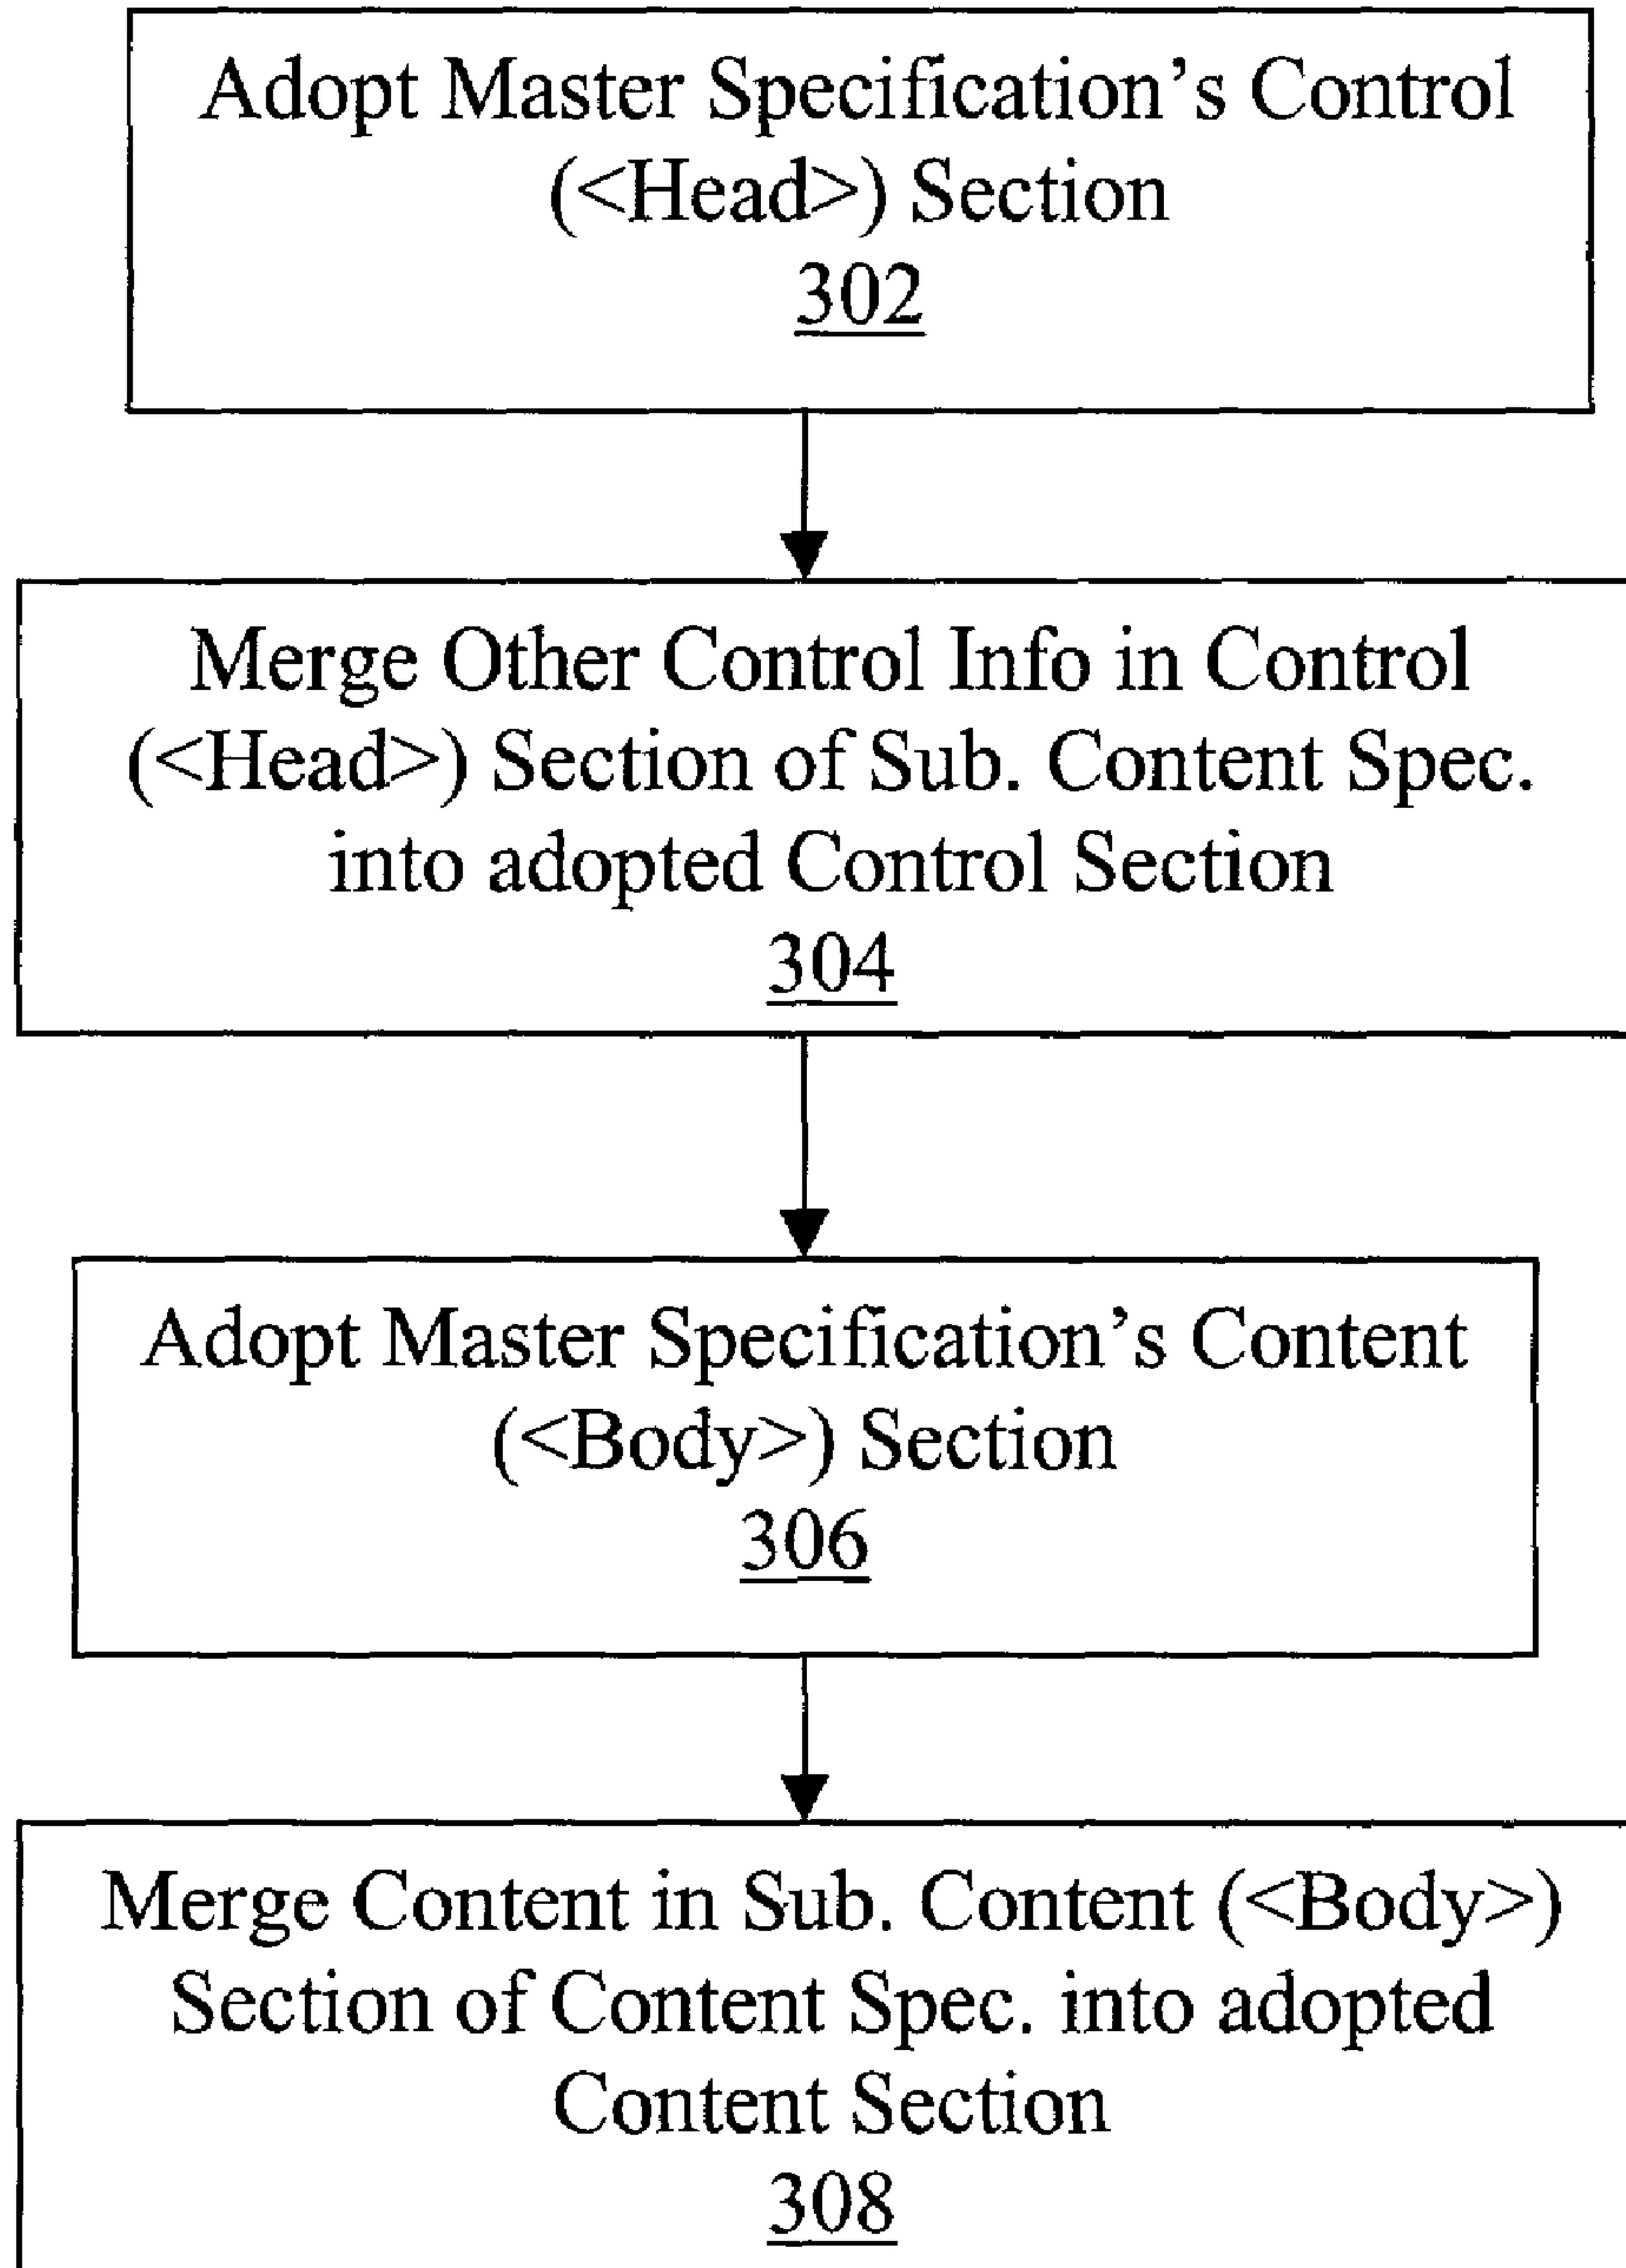 Adopt Master Specification’s Control
(<Head>) Section
302
Merge Other Control Info in Control
(<Head>) Section of Sub. Content Spec.
into adopted Control Section
304
Adopt Master Specification’s Content
(<Body>) Section
306
Merge Content in Sub. Content (<Body>)
Section of Content Spec. into adopted
Content Section
308